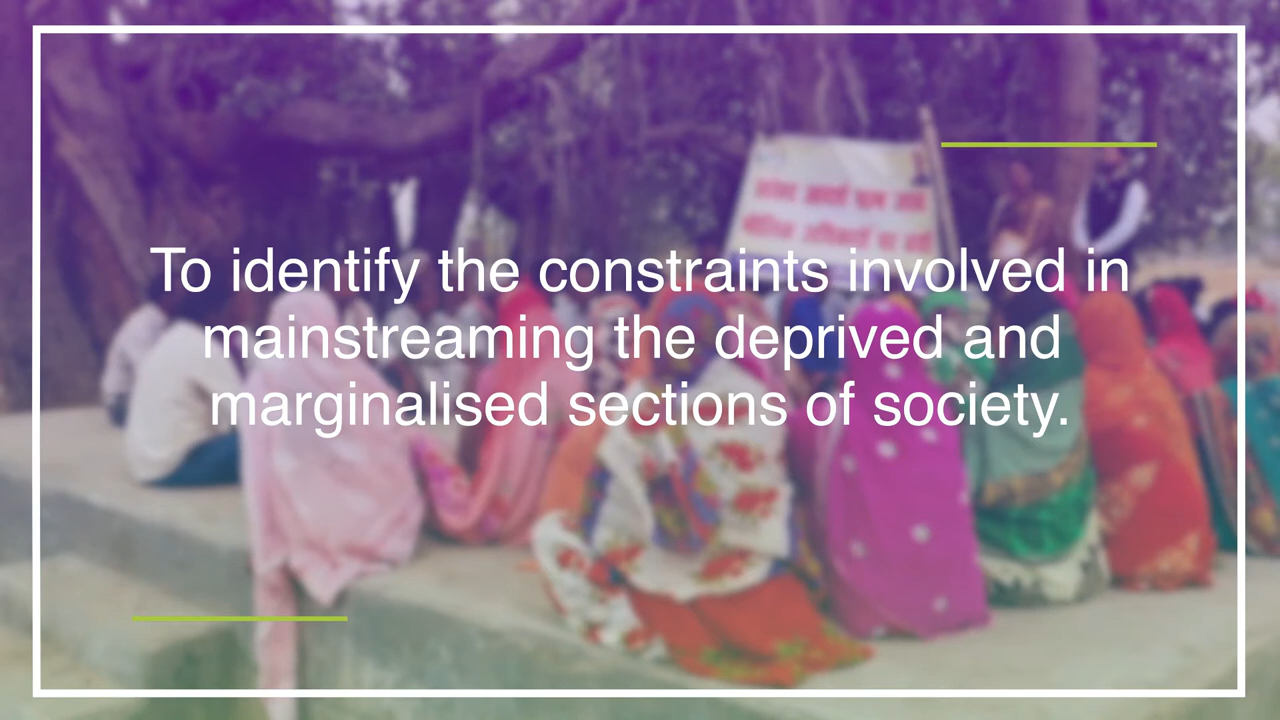 To identify the constraints involved in
mainstreaming the deprived and
marginalised sections of society.